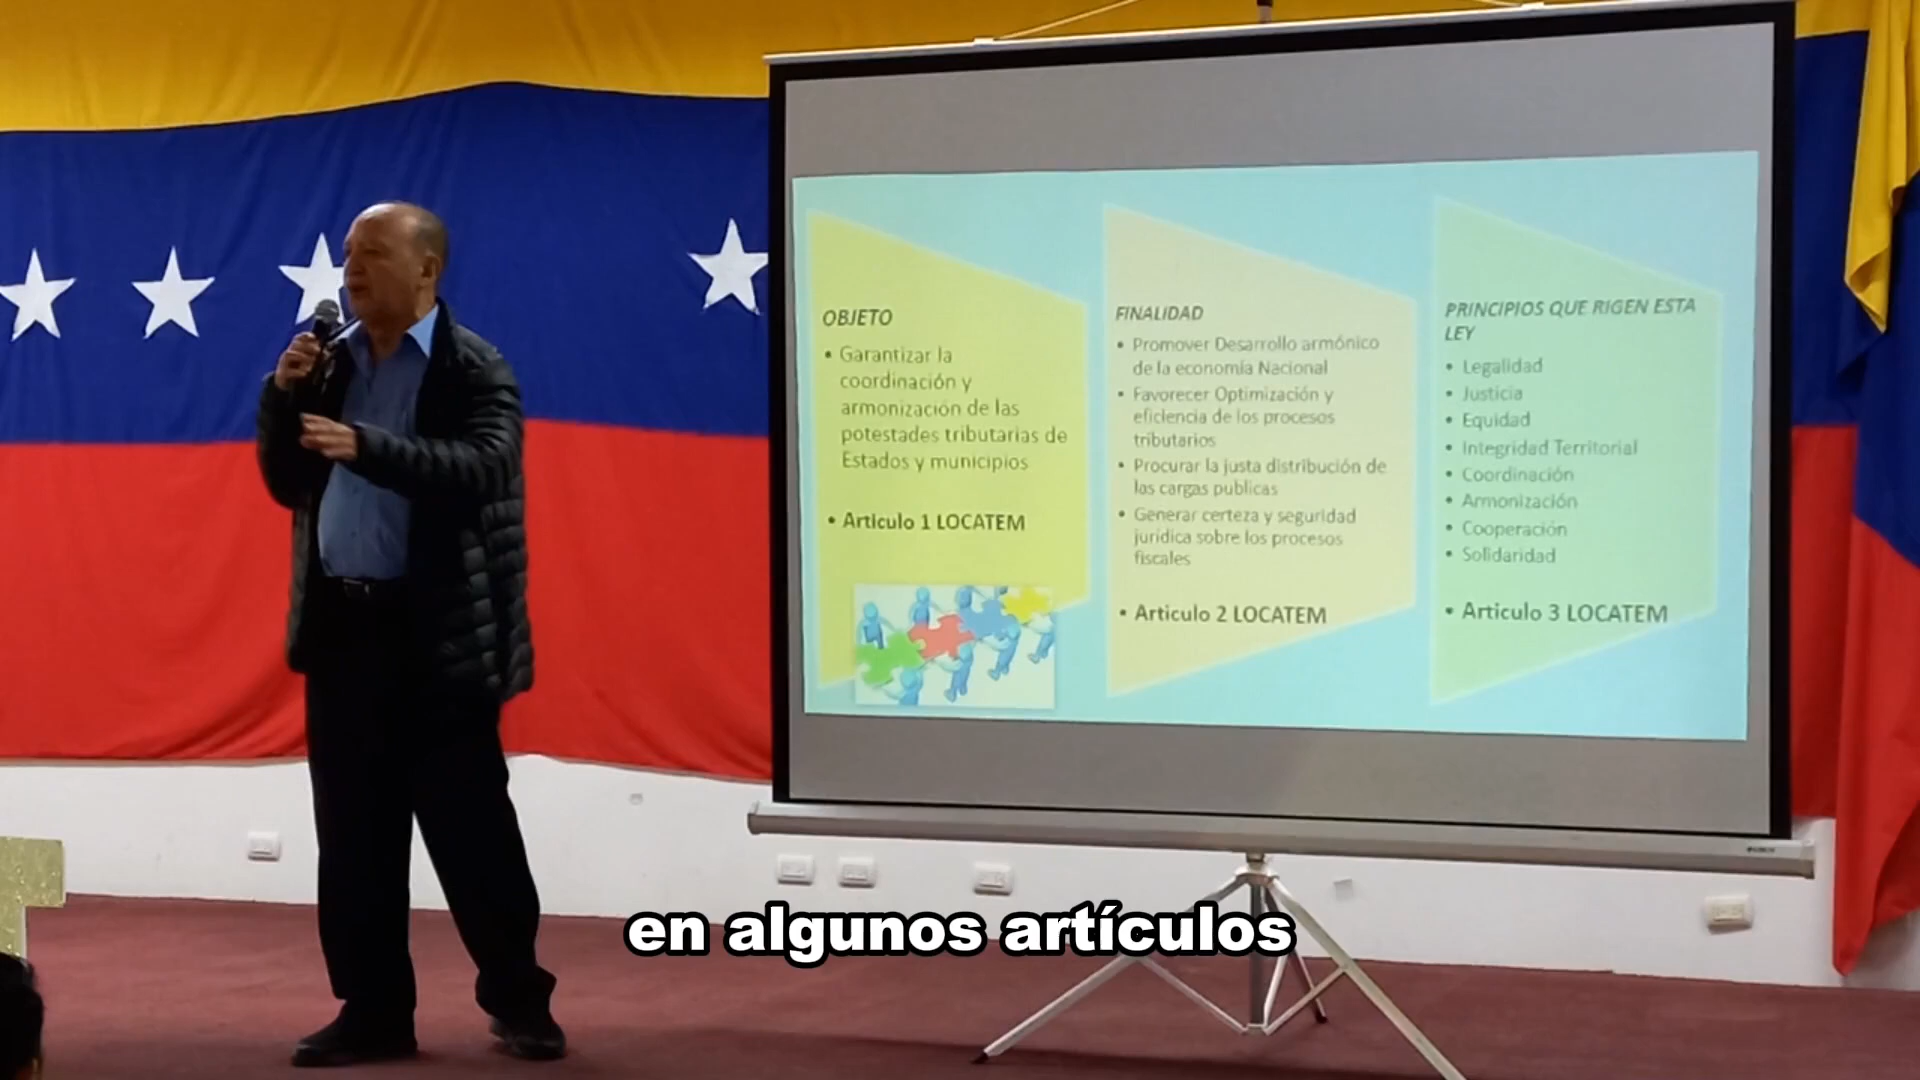 OBJETO
• Garantizar la
coordinación y
armonización de las
potestades tributarias de
Estados y municipios
• Articulo 1 LOCATEM
FINALIDAD
• Promover Desarrollo armónico
de la economía Nacional
• Favorecer Optimización y
eficiencia de los procesos
tributarios
• Procurar la justa distribución de
las cargas publicas
• Generar certeza y seguridad
jurídica sobre los procesos
fiscales
• Articulo 2 LOCATEM
PRINCIPIOS QUE RIGEN ESTA
LEY
• Legalidad
• Justicia
• Equidad
• Integridad Territorial
• Coordinación
• Armonización
• Cooperación
• Solidaridad
• Articulo 3 LOCATEM
en algunos artículos